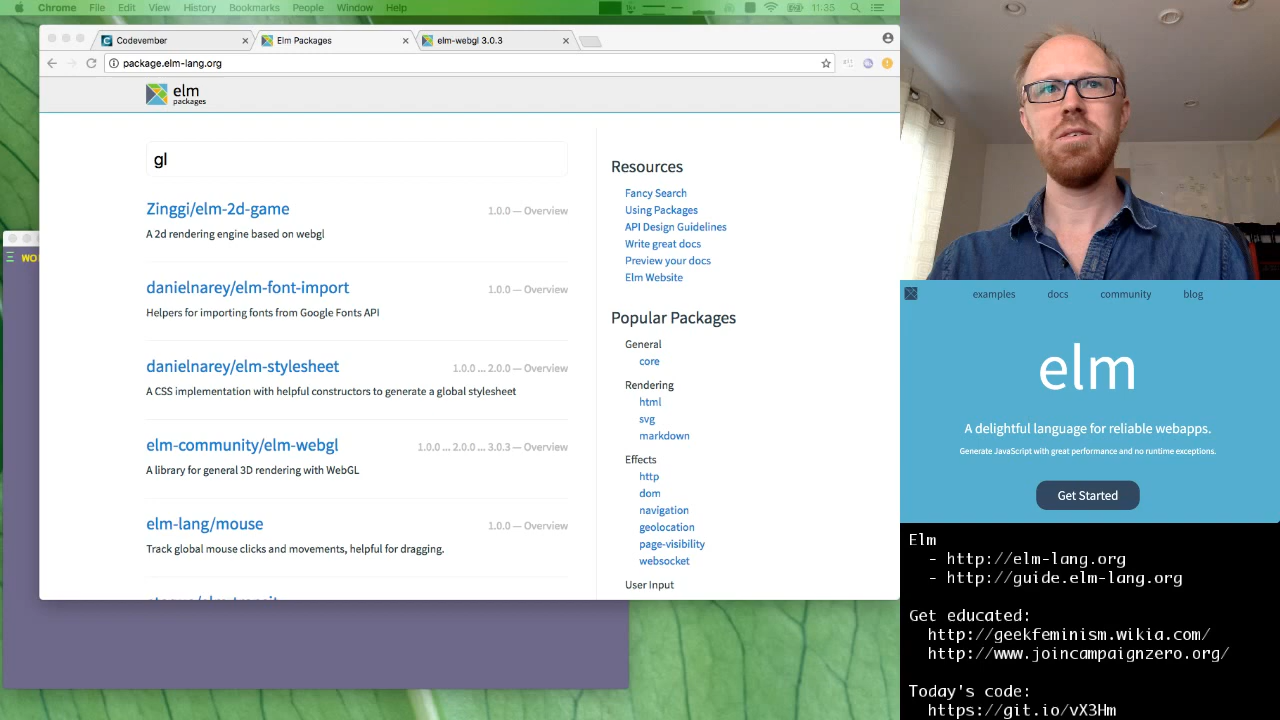 Chrome File Edit View History Bookmarks People Window Help 11:35
Codevember
Elm Packages
elm-webgl 3.0.3
package.elm-lang.org
elm
packages
gl
Zinggi/elm-2d-game
1.0.0 — Overview
A 2d rendering engine based on webgl
danielnarey/elm-font-import
1.0.0 — Overview
Helpers for importing fonts from Google Fonts API
danielnarey/elm-stylesheet
1.0.0 ... 2.0.0 — Overview
A CSS implementation with helpful constructors to generate a global stylesheet
elm-community/elm-webgl
1.0.0 ... 2.0.0 ... 3.0.3 — Overview
A library for general 3D rendering with WebGL
elm-lang/mouse
1.0.0 — Overview
Track global mouse clicks and movements, helpful for dragging.
Resources
Fancy Search
Using Packages
API Design Guidelines
Write great docs
Preview your docs
Elm Website
Popular Packages
General
core
Rendering
html
svg
markdown
Effects
http
dom
navigation
geolocation
page-visibility
websocket
User Input
examples docs community blog
elm
A delightful language for reliable webapps.
Generate JavaScript with great performance and no runtime exceptions.
Get Started
Elm
- http://elm-lang.org
- http://guide.elm-lang.org
Get educated:
http://geekfeminism.wikia.com/
http://www.joincampaignzero.org/
Today's code:
https://git.io/vX3Hm